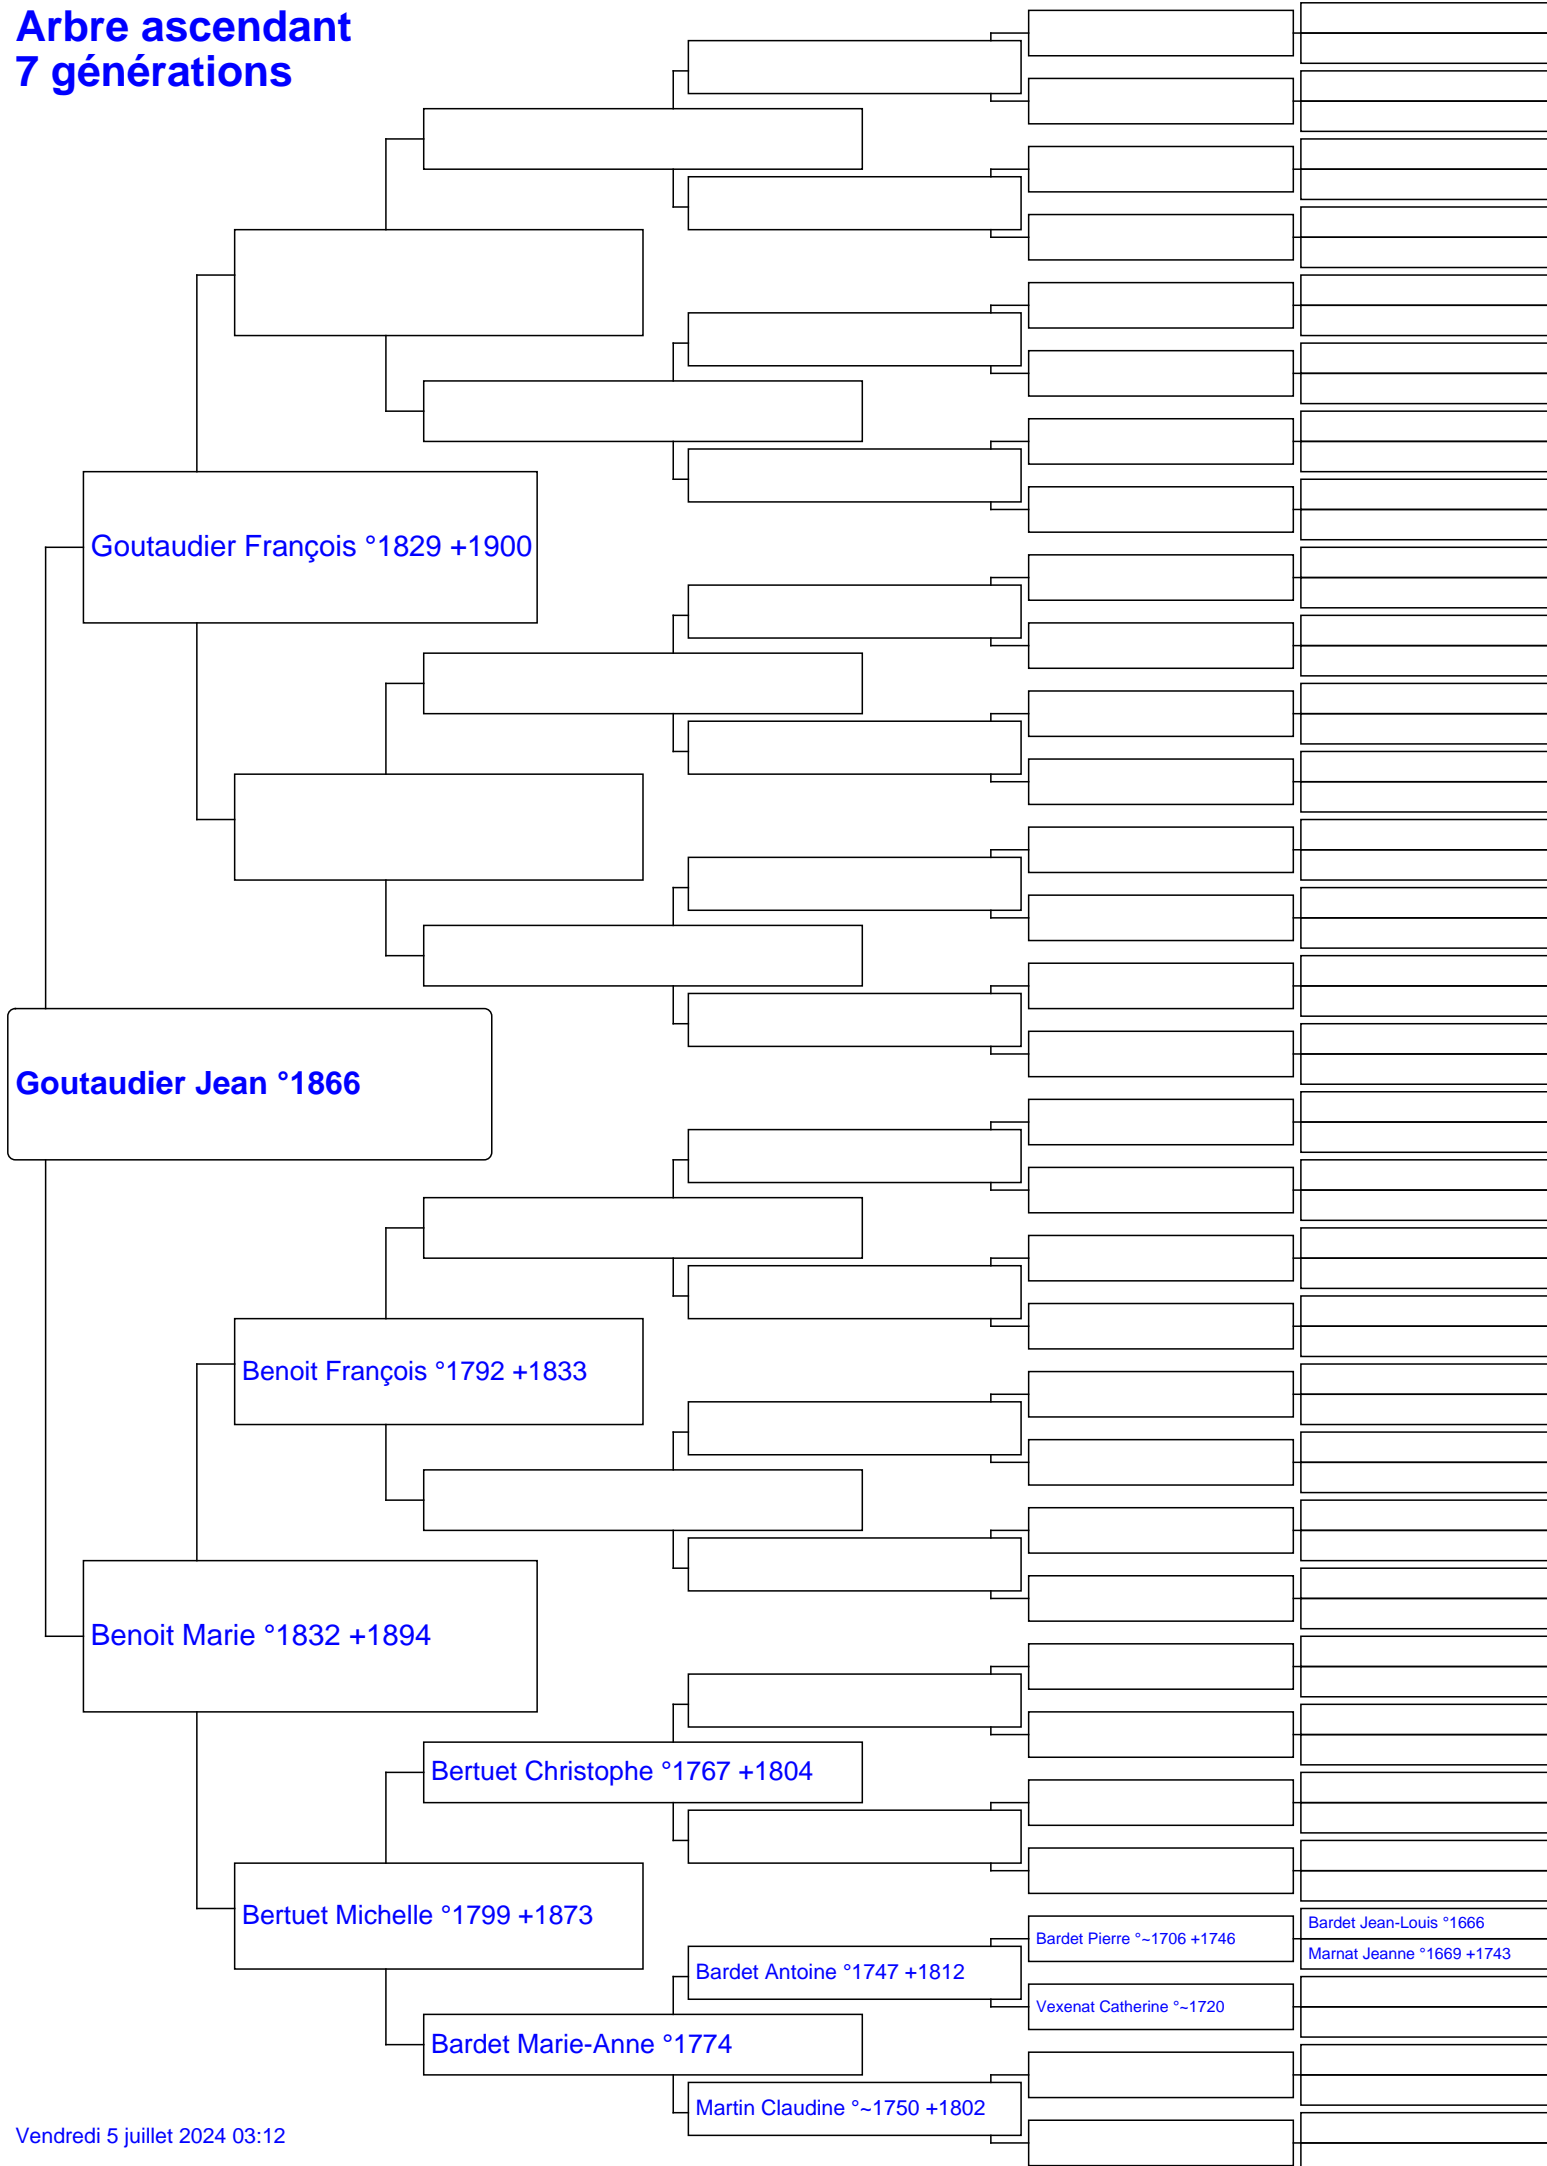 Arbre ascendant
7 générations
Goutaudier François °1829 +1900
Goutaudier Jean °1866
Benoit François °1792 +1833
Benoit Marie °1832 +1894
Bertuet Christophe °1767 +1804
Bertuet Michelle °1799 +1873
Bardet Jean-Louis °1666
Bardet Pierre °~1706 +1746
Marnat Jeanne °1669 +1743
Bardet Antoine °1747 +1812
Vexenat Catherine °~1720
Bardet Marie-Anne °1774
Martin Claudine °~1750 +1802
Vendredi 5 juillet 2024 03:12